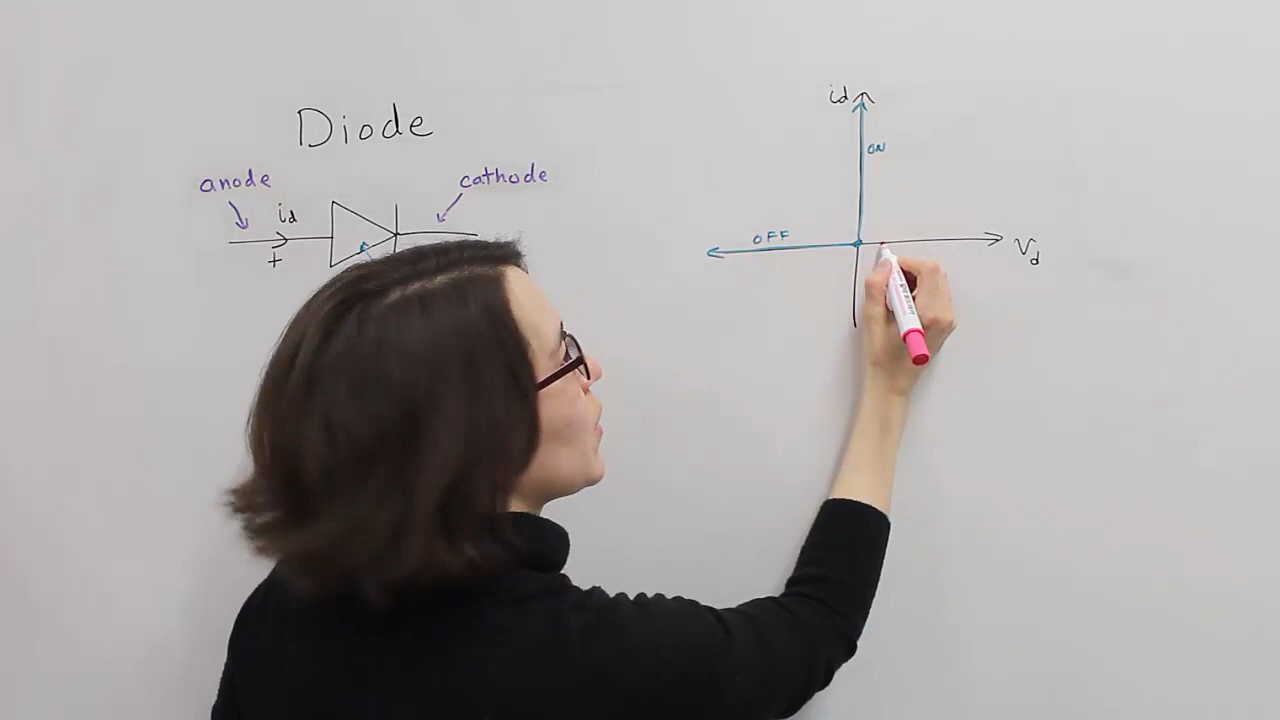 Diode
anode
cathode
id
+
id
ON
OFF
Vd